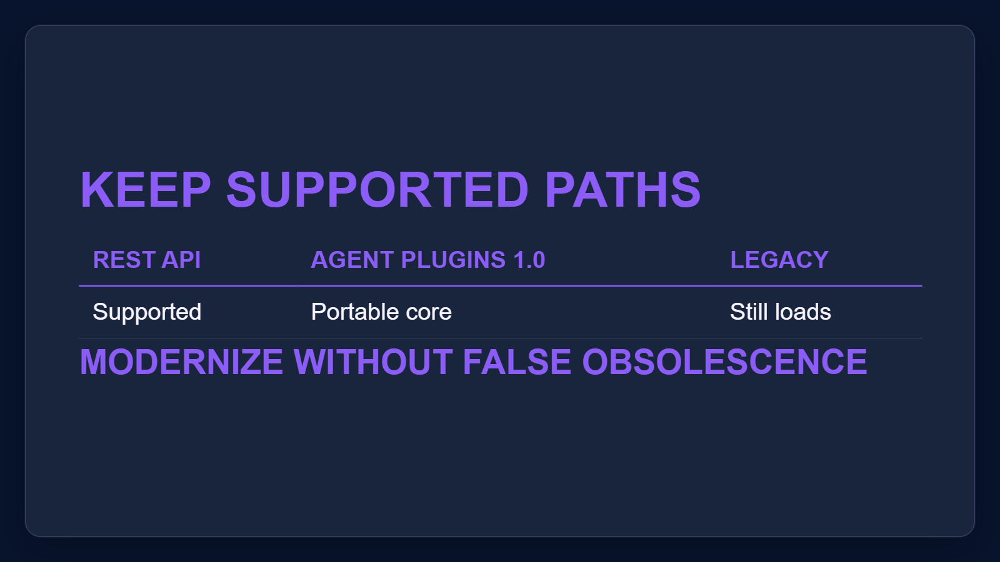 KEEP SUPPORTED PATHS
REST API AGENT PLUGINS 1.0 LEGACY
Supported Portable core Still loads
MODERNIZE WITHOUT FALSE OBSOLESCENCE